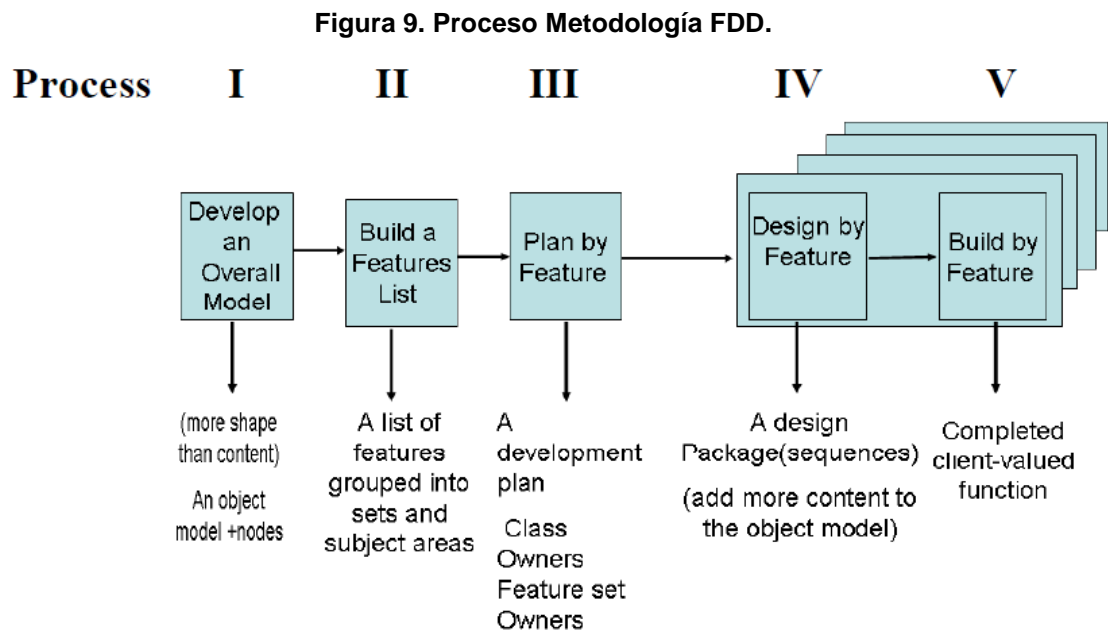 Figura 9. Proceso Metodología FDD.
Process I II III IV V
Develop
an
Overall
Model
Build a
Features
List
Plan by
Feature
Design by
Feature
Build by
Feature
(more shape
than content)
An object
model +nodes
A list of
features
grouped into
sets and
subject areas
A
development
plan
Class
Owners
Feature set
Owners
A design
Package(sequences)
(add more content to
the object model)
Completed
client-valued
function